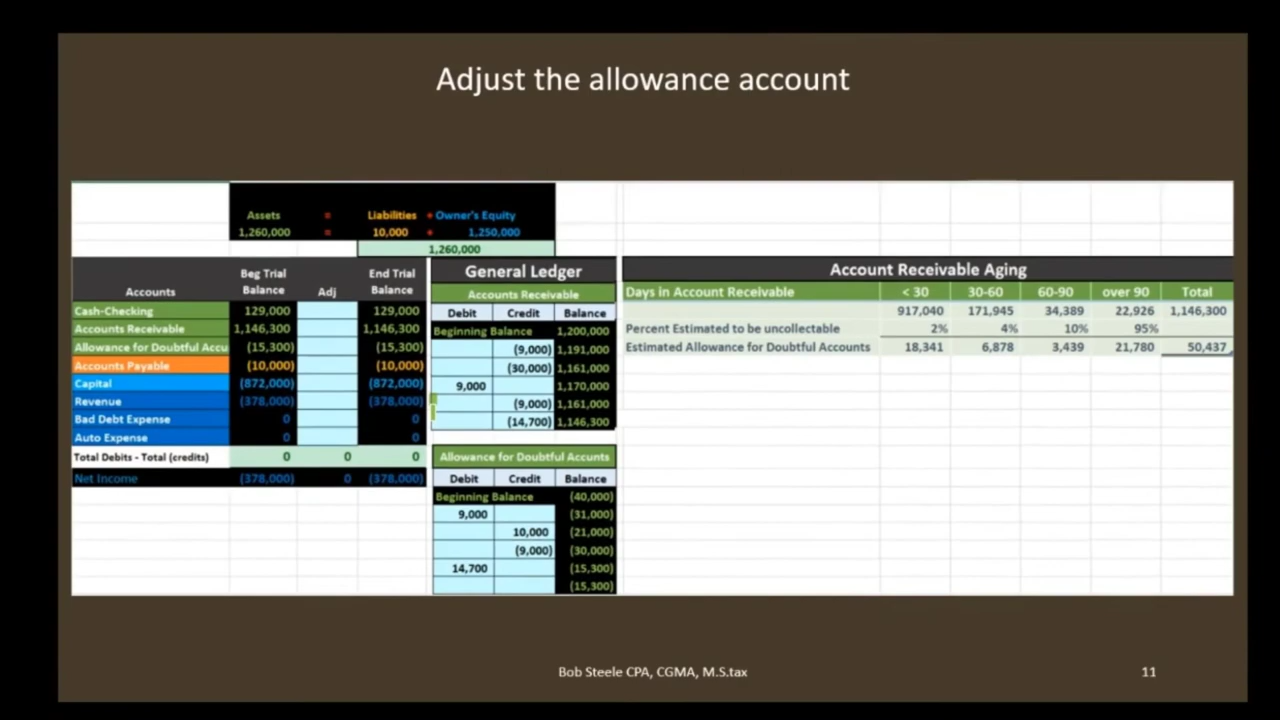 Adjust the allowance account
Assets = Liabilities + Owner's Equity
1,260,000 = 10,000 + 1,250,000
1,260,000
Accounts Beg Trial Balance Adj End Trial Balance
Cash-Checking 129,000 129,000
Accounts Receivable 1,146,300 1,146,300
Allowance for Doubtful Accu (15,300) (15,300)
Accounts Payable (10,000) (10,000)
Capital (872,000) (872,000)
Revenue (378,000) (378,000)
Bad Debt Expense 0 0
Auto Expense 0 0
Total Debits - Total (credits) 0 0 0
Net Income (378,000) 0 (378,000)
General Ledger
Accounts Receivable
Debit Credit Balance
Beginning Balance 1,200,000
(9,000) 1,191,000
(30,000) 1,161,000
9,000 1,170,000
(9,000) 1,161,000
(14,700) 1,146,300
Allowance for Doubtful Accunts
Debit Credit Balance
Beginning Balance (40,000)
9,000 (31,000)
10,000 (21,000)
(9,000) (30,000)
14,700 (15,300)
(15,300)
Account Receivable Aging
Days in Account Receivable < 30 30-60 60-90 over 90 Total
917,040 171,945 34,389 22,926 1,146,300
Percent Estimated to be uncollectable 2% 4% 10% 95%
Estimated Allowance for Doubtful Accounts 18,341 6,878 3,439 21,780 50,437
Bob Steele CPA, CGMA, M.S.tax
11